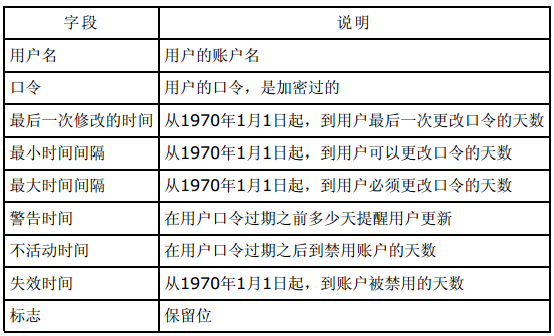 字段 说明
用户名 用户的账户名
口令 用户的口令，是加密过的
最后一次修改的时间 从1970年1月1日起，到用户最后一次更改口令的天数
最小时间间隔 从1970年1月1日起，到用户可以更改口令的天数
最大时间间隔 从1970年1月1日起，到用户必须更改口令的天数
警告时间 在用户口令过期之前多少天提醒用户更新
不活动时间 在用户口令过期之后到禁用账户的天数
失效时间 从1970年1月1日起，到账户被禁用的天数
标志 保留位